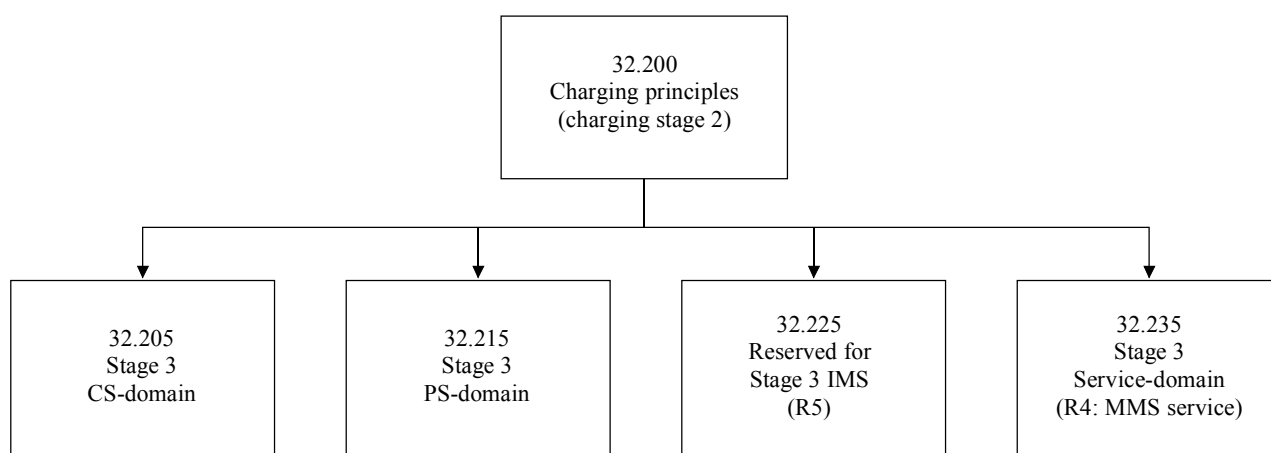 32.200
Charging principles
(charging stage 2)
32.205
Stage 3
CS-domain
32.215
Stage 3
PS-domain
32.225
Reserved for
Stage 3 IMS
(R5)
32.235
Stage 3
Service-domain
(R4: MMS service)